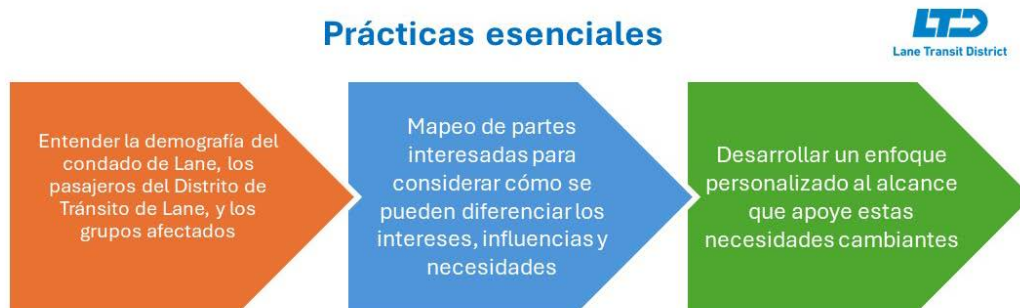 Prácticas esenciales
LTD
Lane Transit District
Entender la demografía del
condado de Lane, los
pasajeros del Distrito de
Tránsito de Lane, y los
grupos afectados
Mapeo de partes
interesadas para
considerar cómo se
pueden diferenciar los
intereses, influencias y
necesidades
Desarrollar un enfoque
personalizado al alcance
que apoye estas
necesidades cambiantes